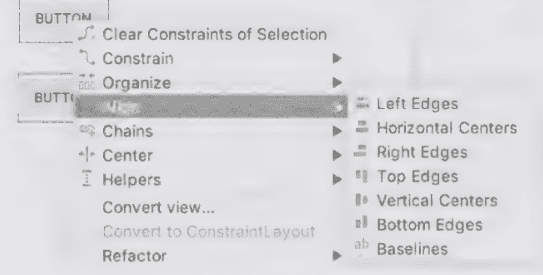 BUTTON
Clear Constraints of Selection
Constrain
Organize
BUTT
Align
Left Edges
Chains
Horizontal Centers
Center
Right Edges
Helpers
Top Edges
Convert view...
Vertical Centers
Convert to ConstraintLayout
Bottom Edges
Refactor
Baselines